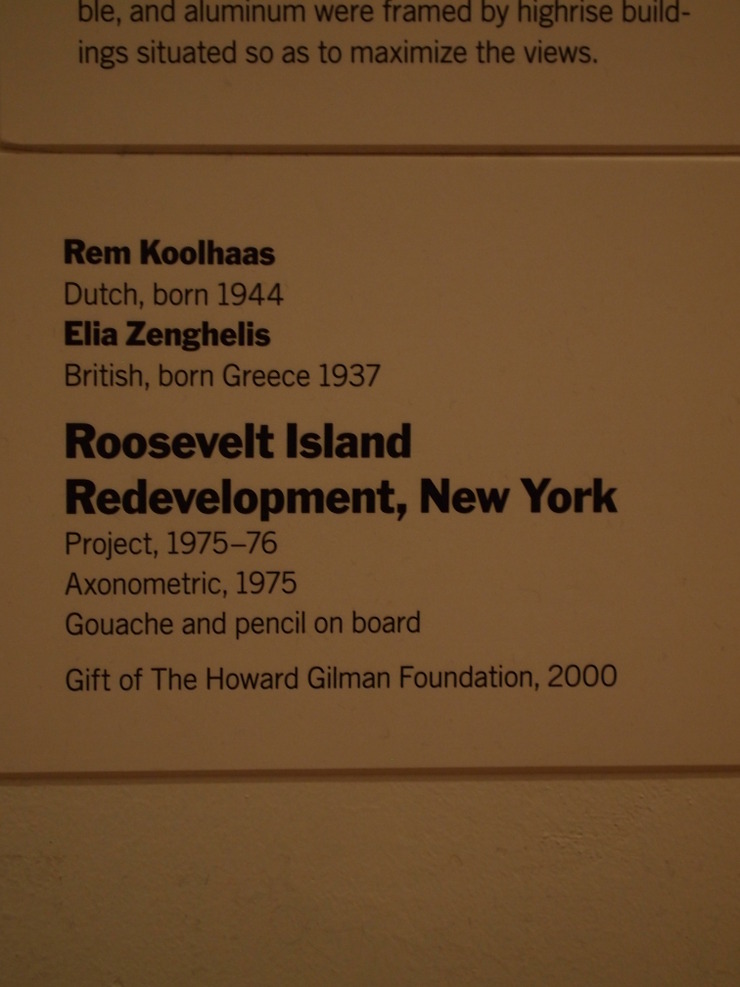 ble, and aluminum were framed by highrise build-
ings situated so as to maximize the views.
Rem Koolhaas
Dutch, born 1944
Elia Zenghelis
British, born Greece 1937
Roosevelt Island
Redevelopment, New York
Project, 1975–76
Axonometric, 1975
Gouache and pencil on board
Gift of The Howard Gilman Foundation, 2000